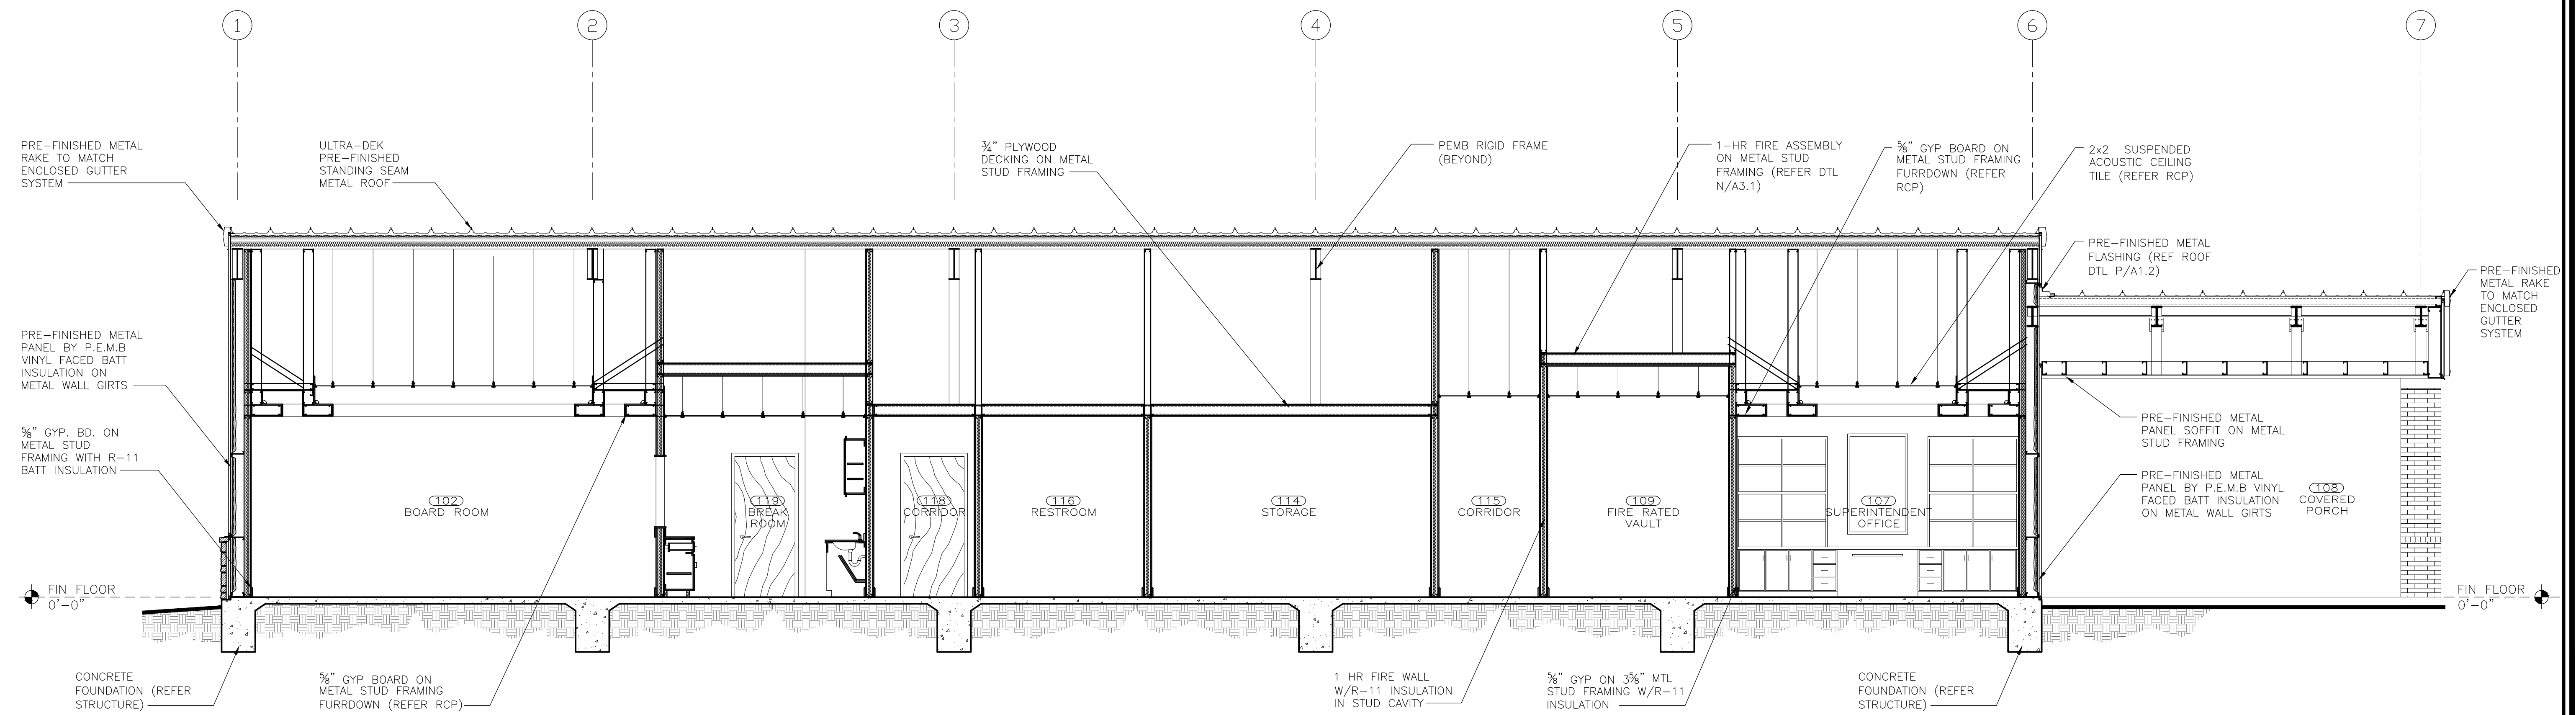 1
2
3
4
5
6
7
PRE-FINISHED METAL
RAKE TO MATCH
ENCLOSED GUTTER
SYSTEM
ULTRA-DEK
PRE-FINISHED
STANDING SEAM
METAL ROOF
¾" PLYWOOD
DECKING ON METAL
STUD FRAMING
PEMB RIGID FRAME
(BEYOND)
1-HR FIRE ASSEMBLY
ON METAL STUD
FRAMING (REFER DTL
N/A3.1)
⅝" GYP BOARD ON
METAL STUD FRAMING
FURRDOWN (REFER
RCP)
2x2 SUSPENDED
ACOUSTIC CEILING
TILE (REFER RCP)
PRE-FINISHED METAL
FLASHING (REF ROOF
DTL P/A1.2)
PRE-FINISHED
METAL RAKE
TO MATCH
ENCLOSED
GUTTER
SYSTEM
PRE-FINISHED METAL
PANEL BY P.E.M.B
VINYL FACED BATT
INSULATION ON
METAL WALL GIRTS
⅝" GYP. BD. ON
METAL STUD
FRAMING WITH R-11
BATT INSULATION
PRE-FINISHED METAL
PANEL SOFFIT ON METAL
STUD FRAMING
PRE-FINISHED METAL
PANEL BY P.E.M.B VINYL
FACED BATT INSULATION
ON METAL WALL GIRTS
102
BOARD ROOM
119
BREAK
ROOM
118
CORRIDOR
116
RESTROOM
114
STORAGE
115
CORRIDOR
109
FIRE RATED
VAULT
107
SUPERINTENDENT
OFFICE
108
COVERED
PORCH
FIN FLOOR
0'-0"
FIN FLOOR
0'-0"
CONCRETE
FOUNDATION (REFER
STRUCTURE)
⅝" GYP BOARD ON
METAL STUD FRAMING
FURRDOWN (REFER RCP)
1 HR FIRE WALL
W/R-11 INSULATION
IN STUD CAVITY
⅝" GYP ON 3⅝" MTL
STUD FRAMING W/R-11
INSULATION
CONCRETE
FOUNDATION (REFER
STRUCTURE)